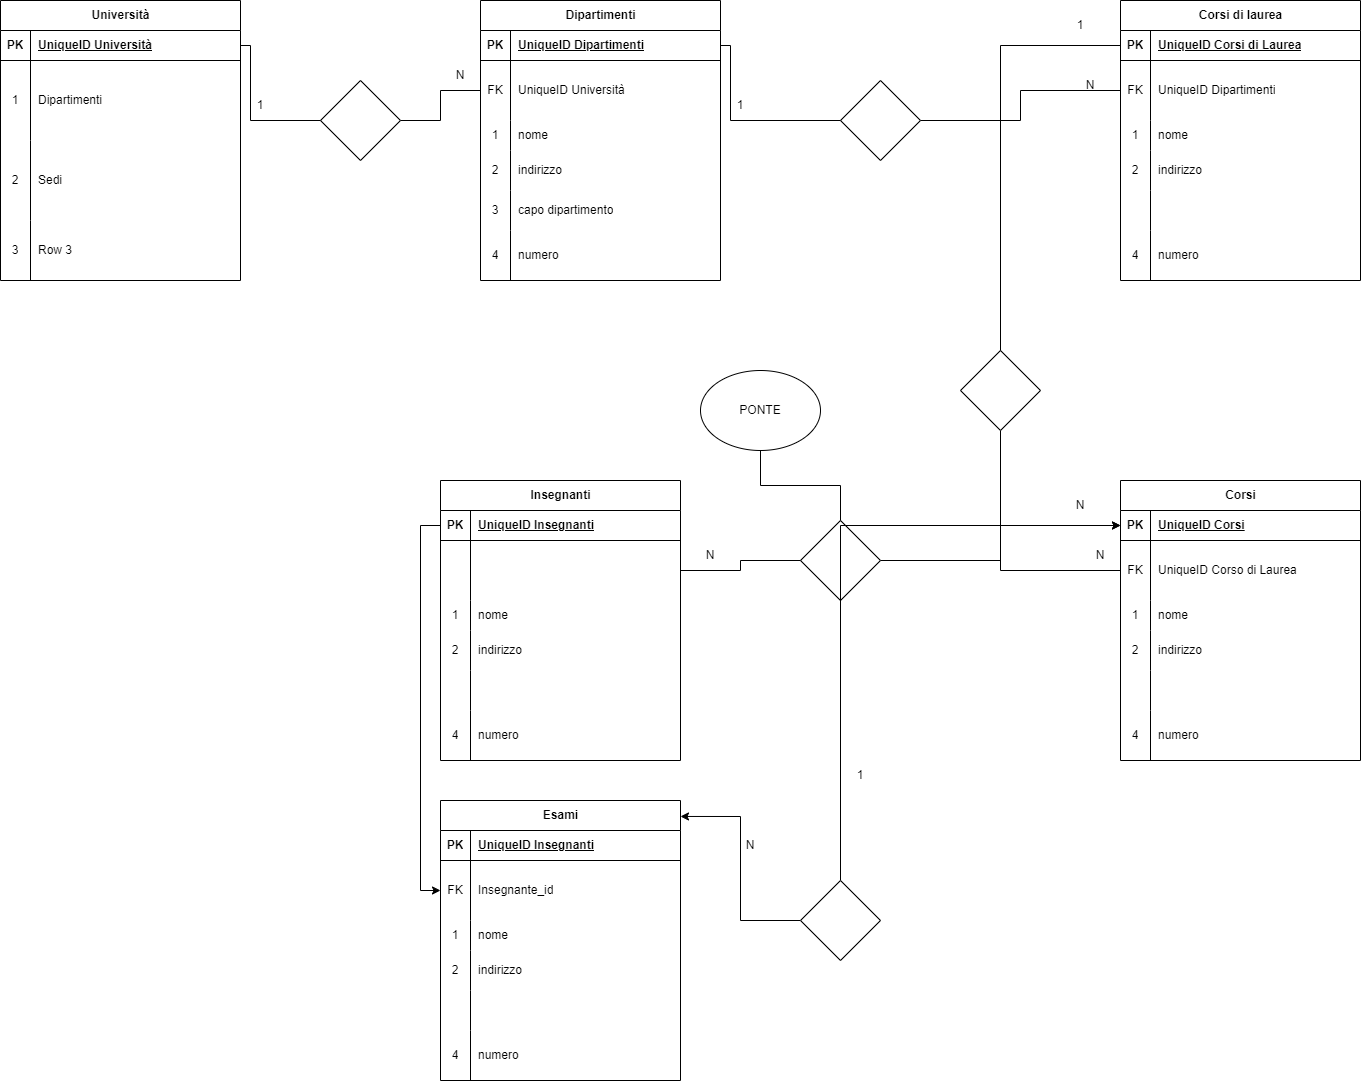 Università
PK UniqueID Università
1 Dipartimenti
2 Sedi
3 Row 3
1
N
Dipartimenti
PK UniqueID Dipartimenti
FK UniqueID Università
1 nome
2 indirizzo
3 capo dipartimento
4 numero
1
N
1
Corsi di laurea
PK UniqueID Corsi di Laurea
FK UniqueID Dipartimenti
1 nome
2 indirizzo
4 numero
PONTE
Insegnanti
PK UniqueID Insegnanti
1 nome
2 indirizzo
4 numero
N
N
N
Corsi
PK UniqueID Corsi
FK UniqueID Corso di Laurea
1 nome
2 indirizzo
4 numero
1
Esami
PK UniqueID Insegnanti
FK Insegnante_id
1 nome
2 indirizzo
4 numero
N